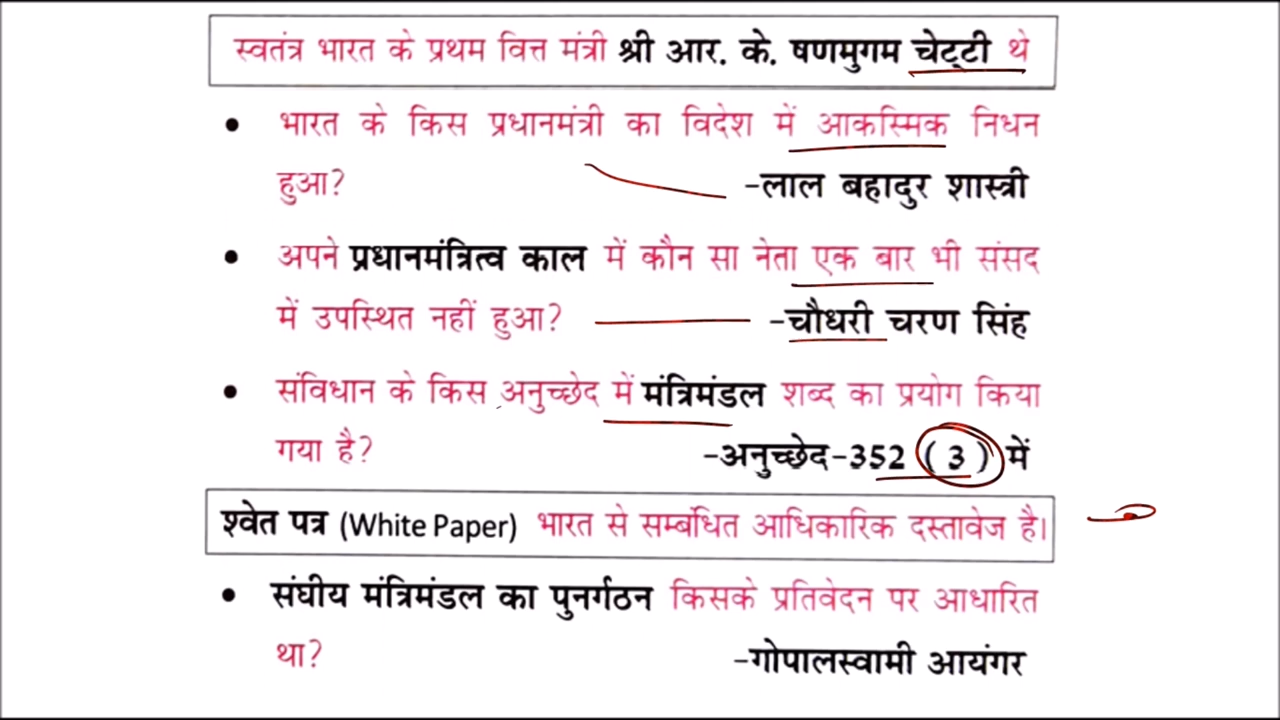 स्वतंत्र भारत के प्रथम वित्त मंत्री श्री आर. के. षणमुगम चेट्टी थे
• भारत के किस प्रधानमंत्री का विदेश में आकस्मिक निधन
हुआ? -लाल बहादुर शास्त्री
• अपने प्रधानमंत्रित्व काल में कौन सा नेता एक बार भी संसद
में उपस्थित नहीं हुआ? -चौधरी चरण सिंह
• संविधान के किस अनुच्छेद में मंत्रिमंडल शब्द का प्रयोग किया
गया है? -अनुच्छेद-352 (3) में
श्वेत पत्र (White Paper) भारत से सम्बंधित आधिकारिक दस्तावेज है।
• संघीय मंत्रिमंडल का पुनर्गठन किसके प्रतिवेदन पर आधारित
था? -गोपालस्वामी आयंगर